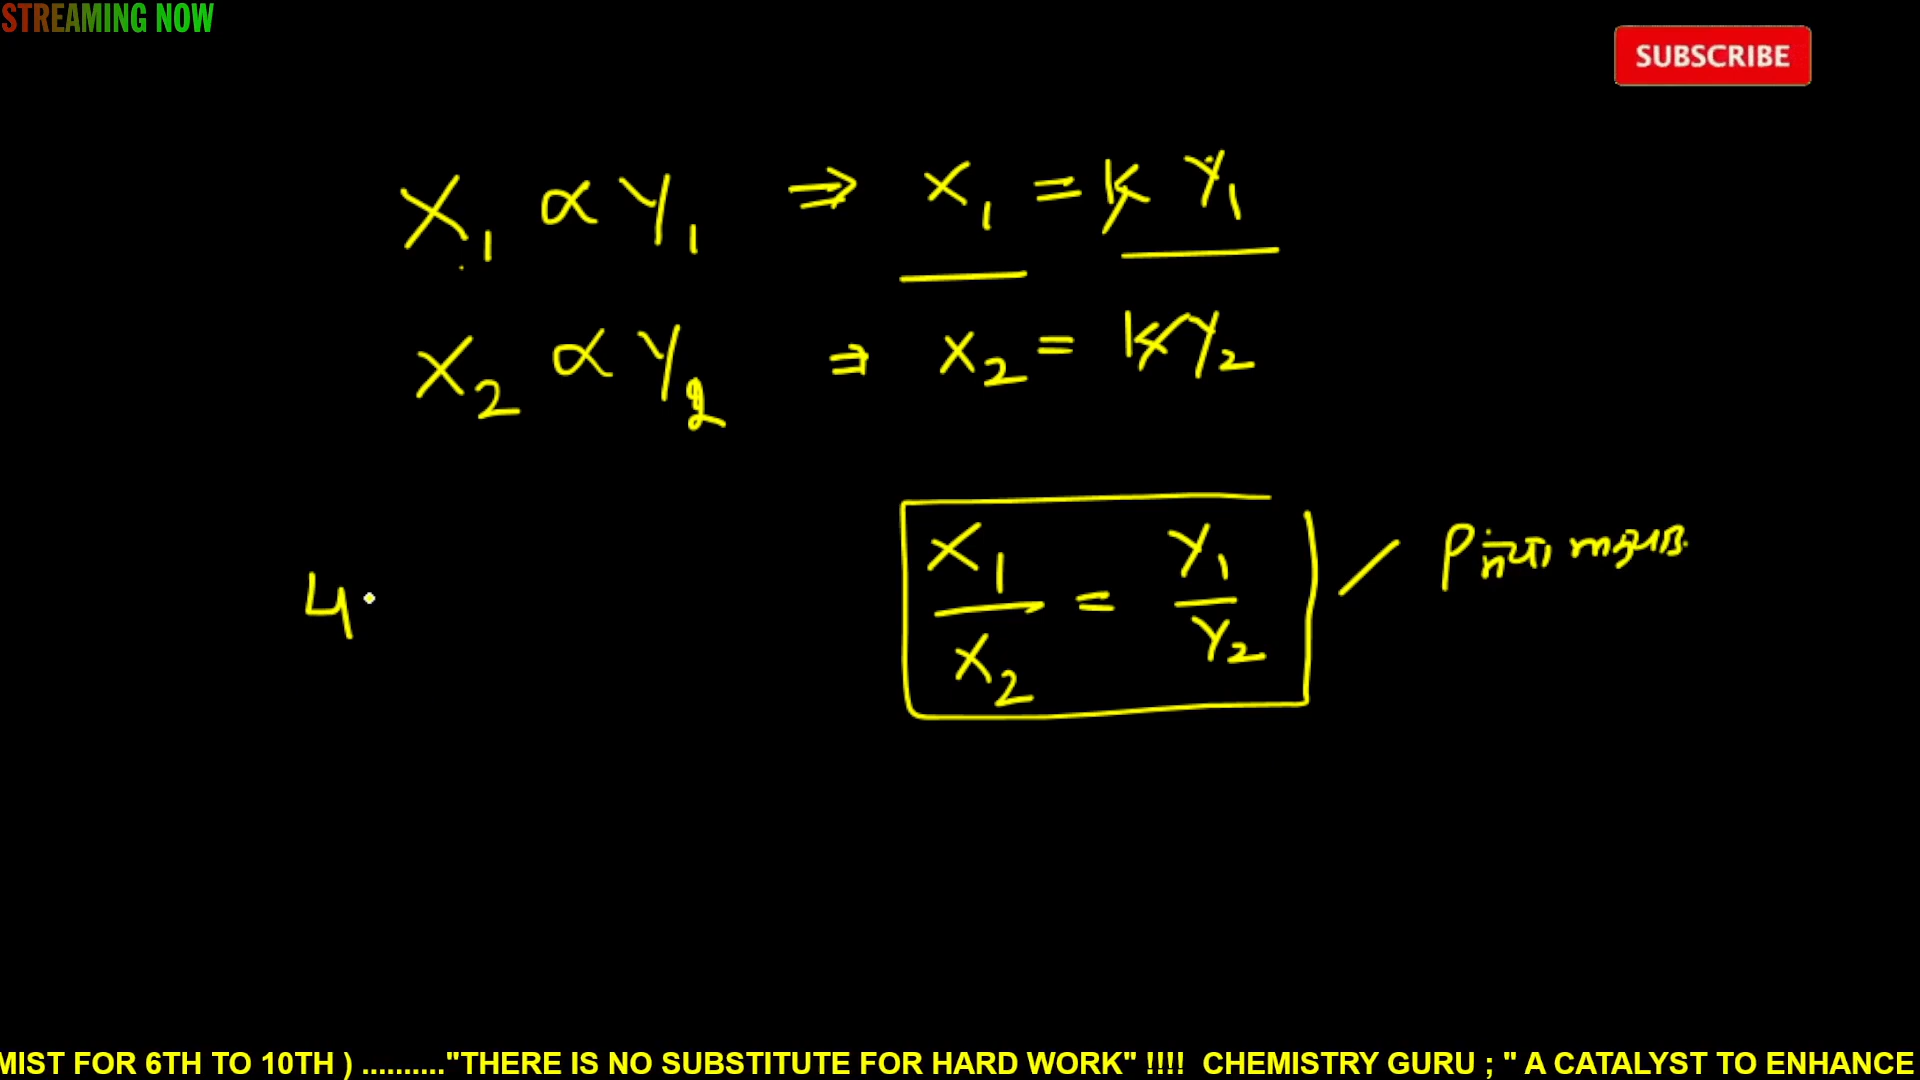 STREAMING NOW
SUBSCRIBE
X₁ ∝ Y₁ ⇒ x₁ = k Y₁
X₂ ∝ Y₂ ⇒ x₂ = k Y₂
X₁/X₂ = Y₁/Y₂
4
MIST FOR 6TH TO 10TH ) .........."THERE IS NO SUBSTITUTE FOR HARD WORK" !!!! CHEMISTRY GURU ; " A CATALYST TO ENHANCE